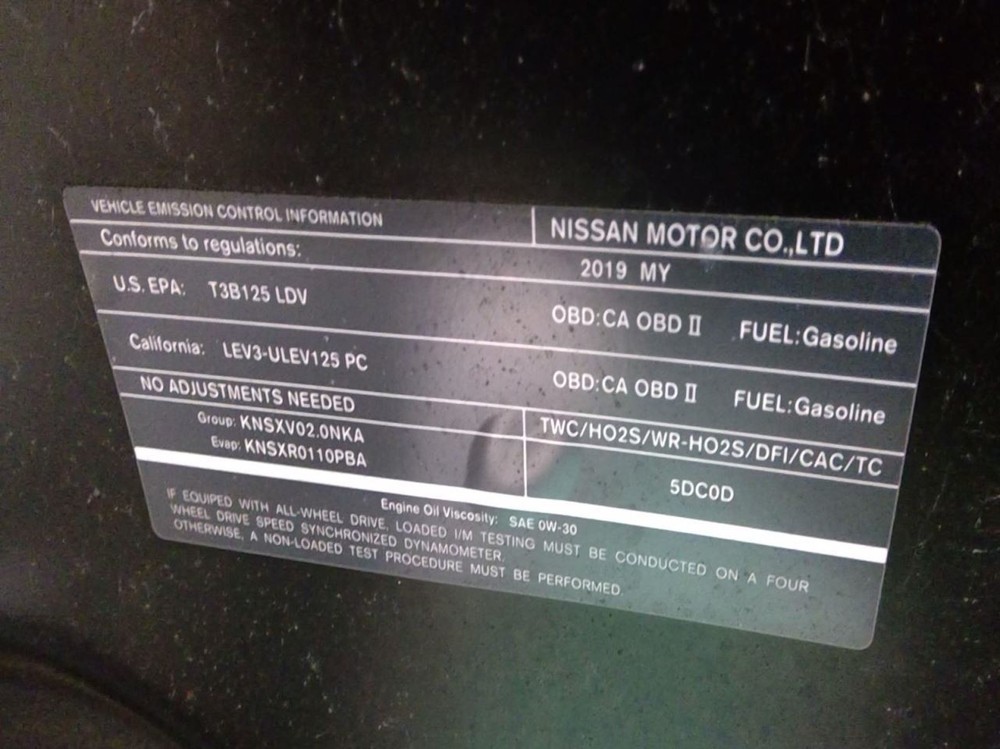 VEHICLE EMISSION CONTROL INFORMATION
NISSAN MOTOR CO.,LTD
Conforms to regulations:
2019 MY
U.S. EPA: T3B125 LDV
OBD:CA OBD II FUEL:Gasoline
California: LEV3-ULEV125 PC
OBD:CA OBD II FUEL:Gasoline
NO ADJUSTMENTS NEEDED
TWC/HO2S/WR-HO2S/DFI/CAC/TC
Group: KNSXV02.0NKA
Evap: KNSXR0110PBA
5DC0D
Engine Oil Viscosity: SAE 0W-30
IF EQUIPED WITH ALL-WHEEL DRIVE, LOADED I/M TESTING MUST BE CONDUCTED ON A FOUR
WHEEL DRIVE SPEED SYNCHRONIZED DYNAMOMETER.
OTHERWISE, A NON-LOADED TEST PROCEDURE MUST BE PERFORMED.